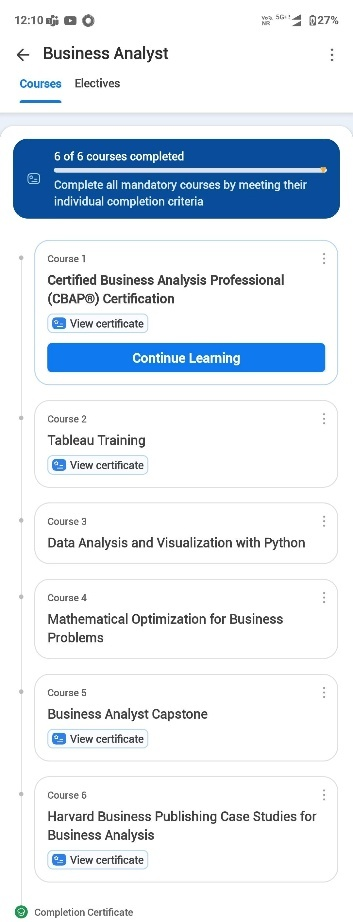 12:10
5G+
NR
27%
Business Analyst
Courses Electives
6 of 6 courses completed
Complete all mandatory courses by meeting their
individual completion criteria
Course 1
Certified Business Analysis Professional
(CBAP®) Certification
View certificate
Continue Learning
Course 2
Tableau Training
View certificate
Course 3
Data Analysis and Visualization with Python
Course 4
Mathematical Optimization for Business
Problems
Course 5
Business Analyst Capstone
View certificate
Course 6
Harvard Business Publishing Case Studies for
Business Analysis
View certificate
Completion Certificate